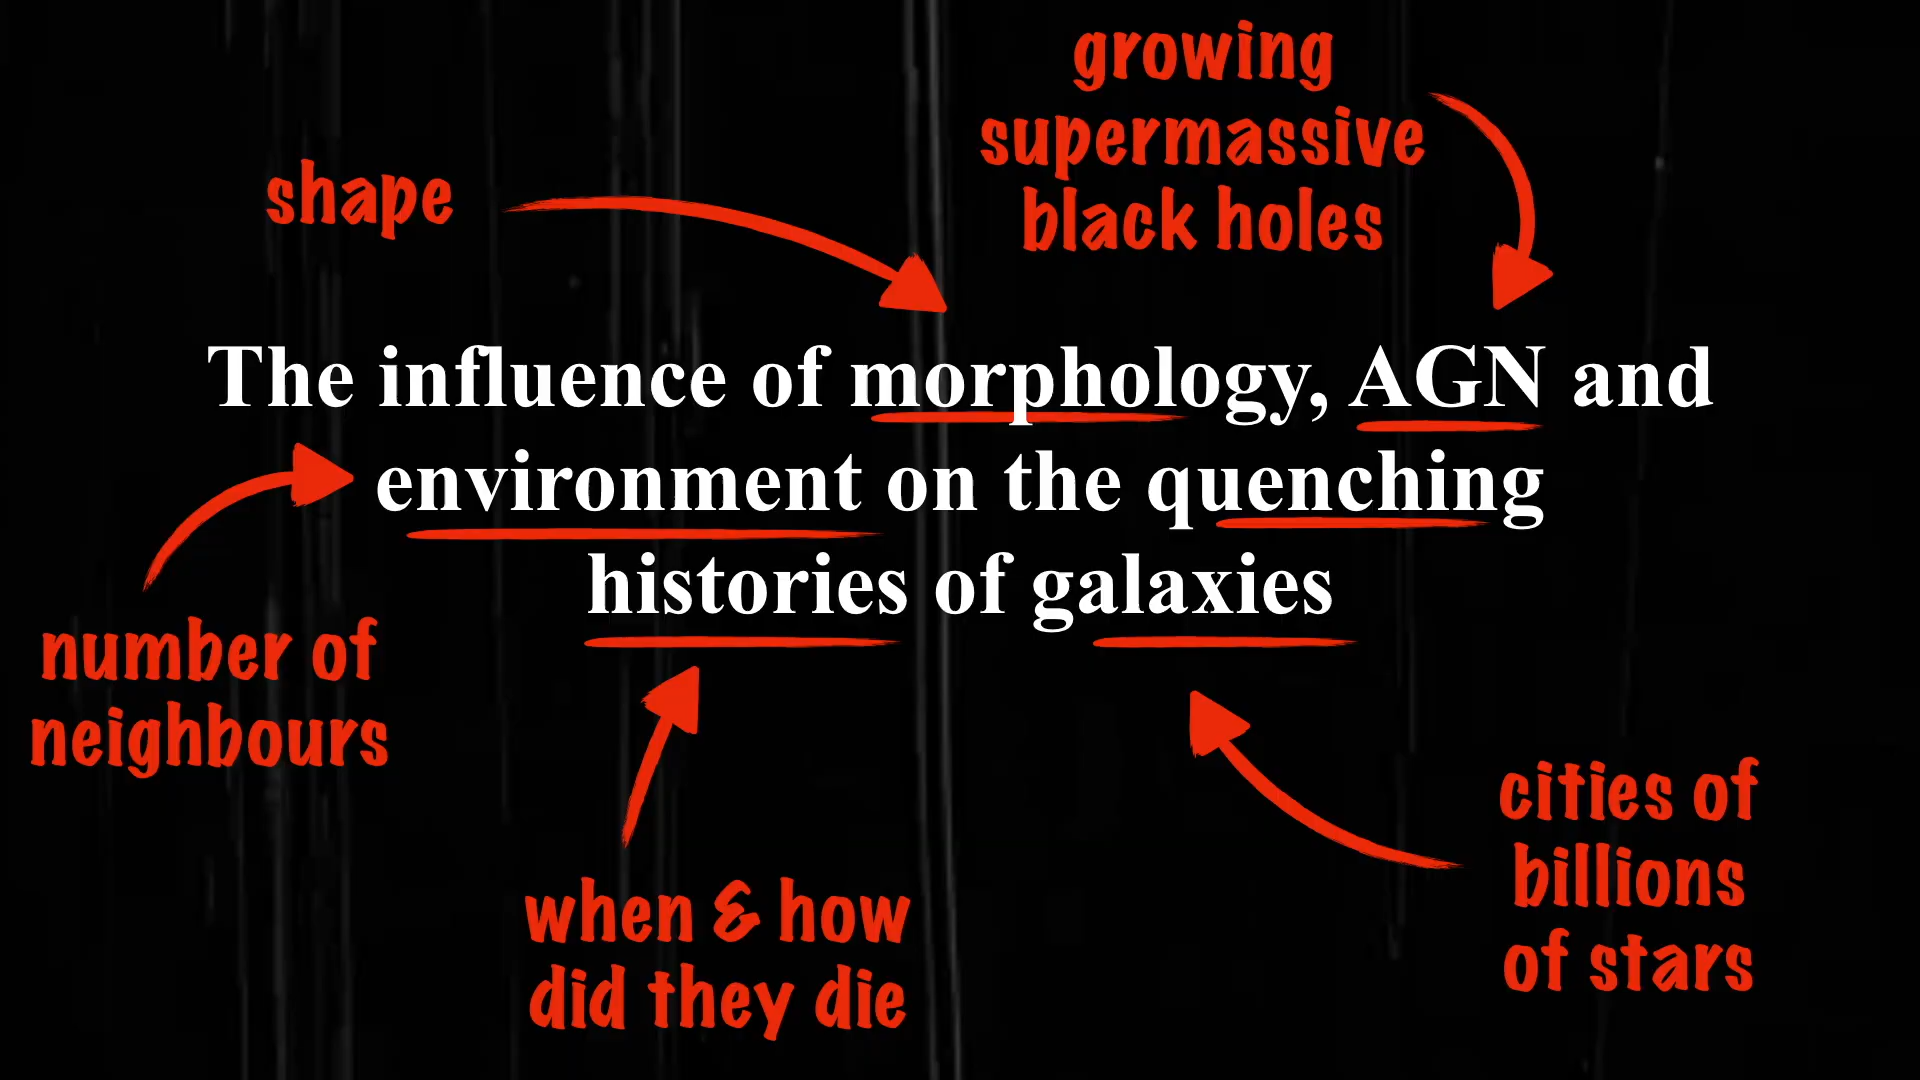 growing
supermassive
black holes
shape
The influence of morphology, AGN and
environment on the quenching
histories of galaxies
number of
neighbours
when & how
did they die
cities of
billions
of stars